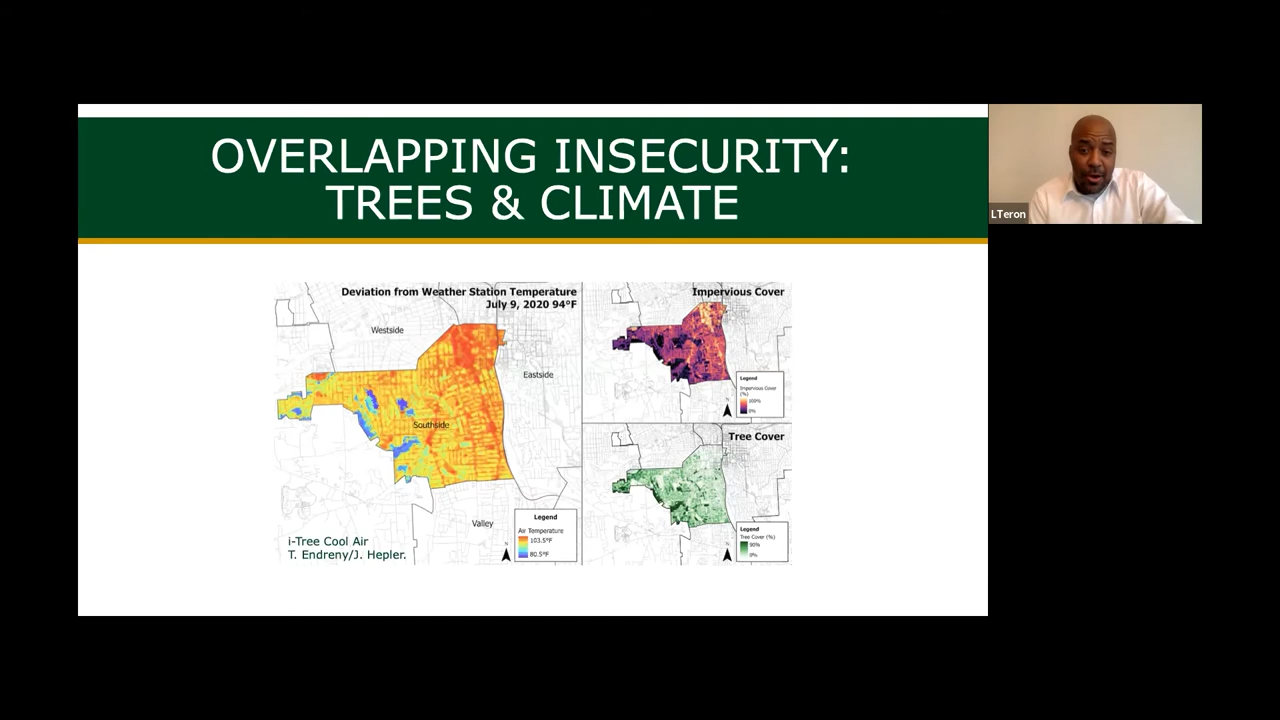 OVERLAPPING INSECURITY:
TREES & CLIMATE
LTeron
Deviation from Weather Station Temperature
July 9, 2020 94°F
Westside
Eastside
Southside
Valley
i-Tree Cool Air
T. Endreny/J. Hepler.
N
Legend
Air Temperature
103.5°F
80.5°F
Impervious Cover
N
Legend
Impervious Cover
(%)
100%
0%
Tree Cover
N
Legend
Tree Cover (%)
90%
0%